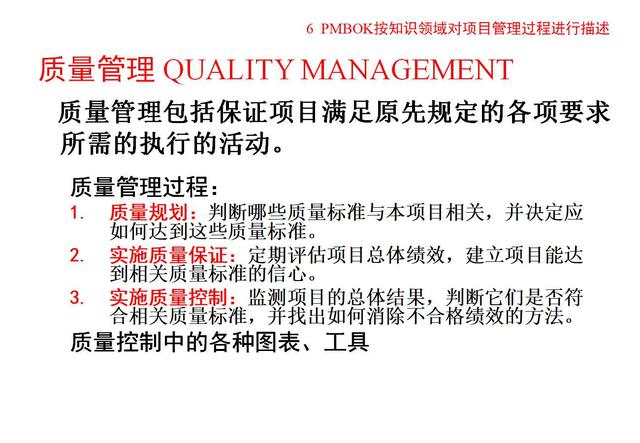 6 PMBOK按知识领域对项目管理过程进行描述
质量管理 QUALITY MANAGEMENT
质量管理包括保证项目满足原先规定的各项要求
所需的执行的活动。
质量管理过程：
1. 质量规划：判断哪些质量标准与本项目相关，并决定应
如何达到这些质量标准。
2. 实施质量保证：定期评估项目总体绩效，建立项目能达
到相关质量标准的信心。
3. 实施质量控制：监测项目的总体结果，判断它们是否符
合相关质量标准，并找出如何消除不合格绩效的方法。
质量控制中的各种图表、工具